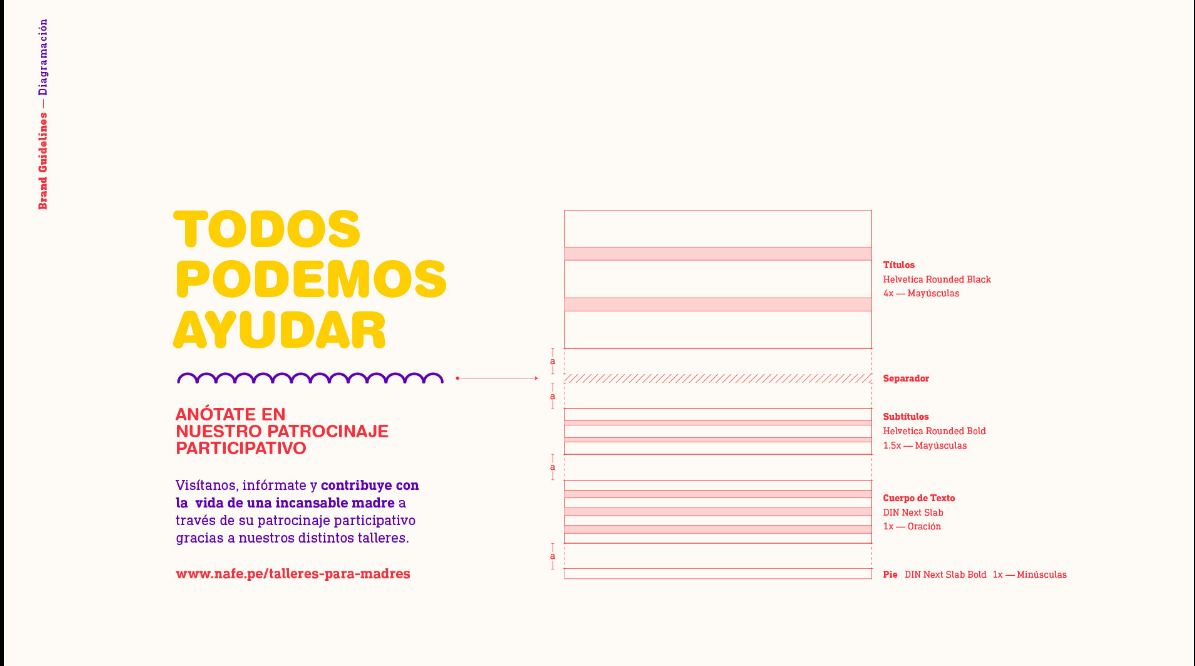 Brand Guidelines — Diagramación
TODOS
PODEMOS
AYUDAR
ANÓTATE EN
NUESTRO PATROCINAJE
PARTICIPATIVO
Visítanos, infórmate y contribuye con
la vida de una incansable madre a
través de su patrocinaje participativo
gracias a nuestros distintos talleres.
www.nafe.pe/talleres-para-madres
a
a
a
a
Títulos
Helvetica Rounded Black
4x — Mayúsculas
Separador
Subtítulos
Helvetica Rounded Bold
1.5x — Mayúsculas
Cuerpo de Texto
DIN Next Slab
1x — Oración
Pie DIN Next Slab Bold 1x — Minúsculas